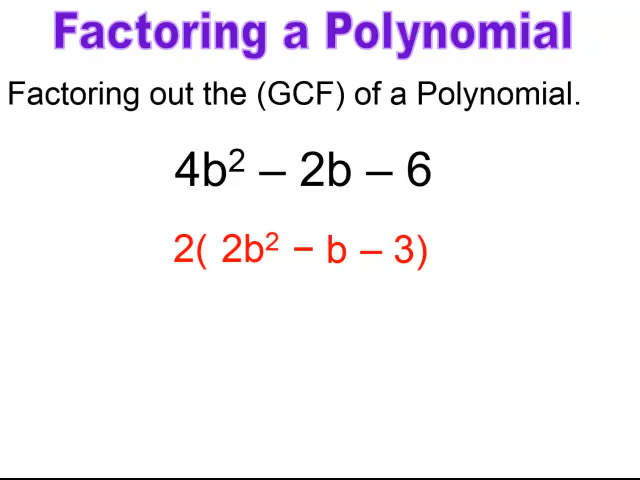 Factoring a Polynomial
Factoring out the (GCF) of a Polynomial.
4b² – 2b – 6
2( 2b² − b – 3)